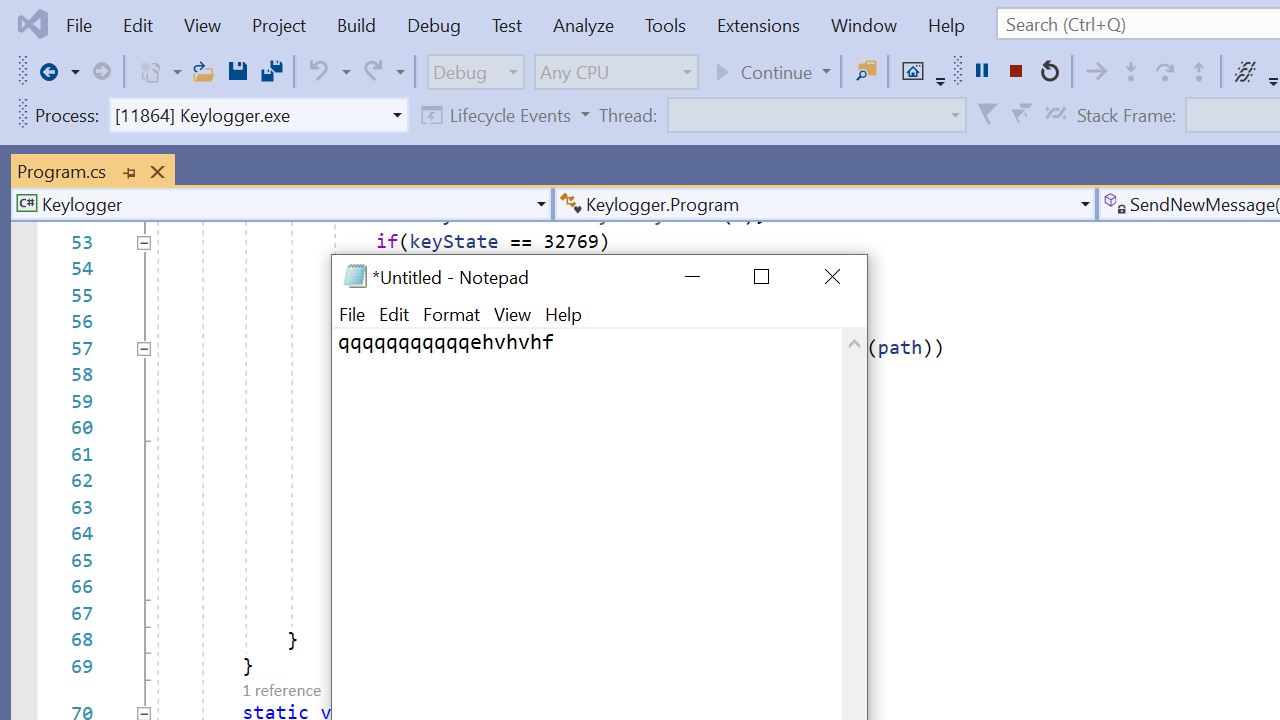 File Edit View Project Build Debug Test Analyze Tools Extensions Window Help Search (Ctrl+Q)
Debug Any CPU Continue
Process: [11864] Keylogger.exe Lifecycle Events Thread: Stack Frame:
Program.cs
C# Keylogger Keylogger.Program SendNewMessage(
53 if(keyState == 32769)
54
*Untitled - Notepad
55
File Edit Format View Help
56
qqqqqqqqqqqehvhvhf
57 (path))
58
59
60
61
62
63
64
65
66
67
68 }
69 }
1 reference
70 static v